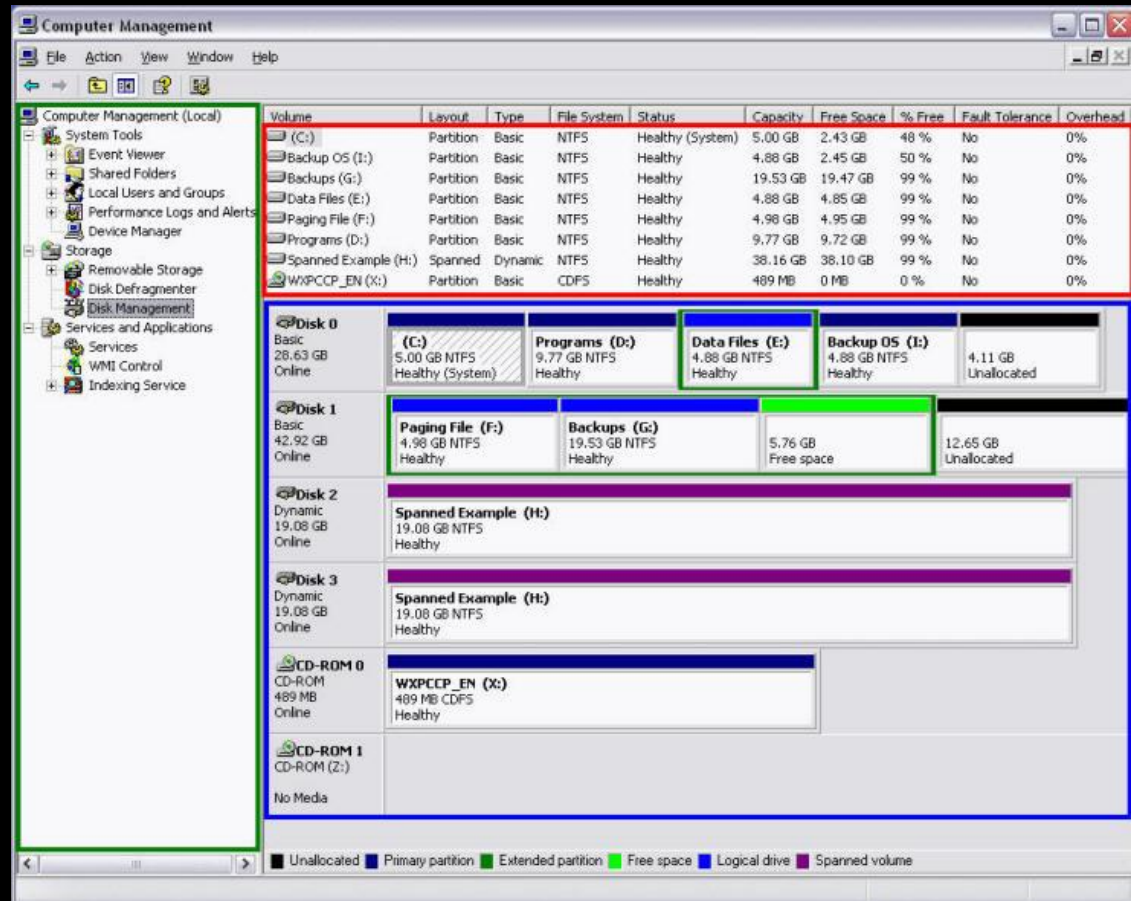 Computer Management
File Action View Window Help
Computer Management (Local)
System Tools
Event Viewer
Shared Folders
Local Users and Groups
Performance Logs and Alerts
Device Manager
Storage
Removable Storage
Disk Defragmenter
Disk Management
Services and Applications
Services
WMI Control
Indexing Service
Volume Layout Type File System Status Capacity Free Space % Free Fault Tolerance Overhead
(C:) Partition Basic NTFS Healthy (System) 5.00 GB 2.43 GB 48 % No 0%
Backup OS (I:) Partition Basic NTFS Healthy 4.88 GB 2.45 GB 50 % No 0%
Backups (G:) Partition Basic NTFS Healthy 19.53 GB 19.47 GB 99 % No 0%
Data Files (E:) Partition Basic NTFS Healthy 4.88 GB 4.85 GB 99 % No 0%
Paging File (F:) Partition Basic NTFS Healthy 4.98 GB 4.95 GB 99 % No 0%
Programs (D:) Partition Basic NTFS Healthy 9.77 GB 9.72 GB 99 % No 0%
Spanned Example (H:) Spanned Dynamic NTFS Healthy 38.16 GB 38.10 GB 99 % No 0%
WXPCCP_EN (X:) Partition Basic CDFS Healthy 489 MB 0 MB 0 % No 0%
Disk 0
Basic
28.63 GB
Online
(C:)
5.00 GB NTFS
Healthy (System)
Programs (D:)
9.77 GB NTFS
Healthy
Data Files (E:)
4.88 GB NTFS
Healthy
Backup OS (I:)
4.88 GB NTFS
Healthy
4.11 GB
Unallocated
Disk 1
Basic
42.92 GB
Online
Paging File (F:)
4.98 GB NTFS
Healthy
Backups (G:)
19.53 GB NTFS
Healthy
5.76 GB
Free space
12.65 GB
Unallocated
Disk 2
Dynamic
19.08 GB
Online
Spanned Example (H:)
19.08 GB NTFS
Healthy
Disk 3
Dynamic
19.08 GB
Online
Spanned Example (H:)
19.08 GB NTFS
Healthy
CD-ROM 0
CD-ROM
489 MB
Online
WXPCCP_EN (X:)
489 MB CDFS
Healthy
CD-ROM 1
CD-ROM (Z:)
No Media
Unallocated Primary partition Extended partition Free space Logical drive Spanned volume